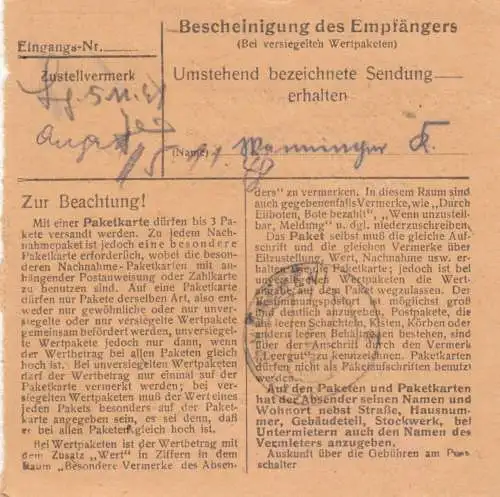 Bescheinigung des Empfängers
(Bei versiegelten Wertpaketen)
Eingangs-Nr.
Zustellvermerk
Umstehend bezeichnete Sendung
erhalten
(Name) Wanninger K.
Zur Beachtung!
Mit einer Paketkarte dürfen bis 3 Pa-
kete versandt werden. Zu jedem Nach-
nahmepaket ist jedoch eine besondere
Paketkarte erforderlich, wobei die beson-
deren Nachnahme-Paketkarten mit an-
hängender Postanweisung oder Zahlkarte
zu benutzen sind. Auf eine Paketkarte
dürfen nur Pakete derselben Art, also ent-
weder nur gewöhnliche oder nur unver-
siegelte oder nur versiegelte Wertpakete
gemeinsam befördert werden, unversiegel-
te Wertpakete jedoch nur dann, wenn
der Wertbetrag bei allen Paketen gleich
hoch ist. Bei unversiegelten Wertpaketen
darf der Wertbetrag nur einmal auf der
Paketkarte vermerkt werden; bei ver-
siegelten Wertpaketen muß der Wert eines
jeden Pakets besonders auf der Paket-
karte angegeben sein, es sei denn, daß
er bei allen Paketen gleich hoch ist.
Bei Wertpaketen ist der Wertbetrag mit
dem Zusatz „Wert" in Ziffern in dem
Raum „Besondere Vermerke des Absen-
ders" zu vermerken. In diesem Raum sind
auch gegebenenfalls Vermerke, wie „Durch
Eilboten, Bote bezahlt", „Wenn unzustell-
bar, Meldung" u. dgl. niederzuschreiben.
Das Paket selbst muß die gleiche Auf-
schrift und die gleichen Vermerke über
Eilzustellung, Wert, Nachnahme usw. er-
halten wie die Paketkarte; jedoch ist bei
unversiegelten Wertpaketen die Wert-
angabe auf dem Paket wegzulassen. Der
Bestimmungspostort ist möglichst groß
und deutlich anzugeben. Postpakete, die
aus leeren Schachteln, Kisten, Körben oder
anderen leeren Behältnissen bestehen, sind
über der Anschrift durch den Vermerk
„Leergut" zu kennzeichnen. Paketkarten
dürfen nicht als Paketaufschriften benutzt
werden.
Auf den Paketen und Paketkarten
hat der Absender seinen Namen und
Wohnort nebst Straße, Hausnum-
mer, Gebäudeteil, Stockwerk, bei
Untermietern auch den Namen des
Vermieters anzugeben.
Auskunft über die Gebühren am Post-
schalter